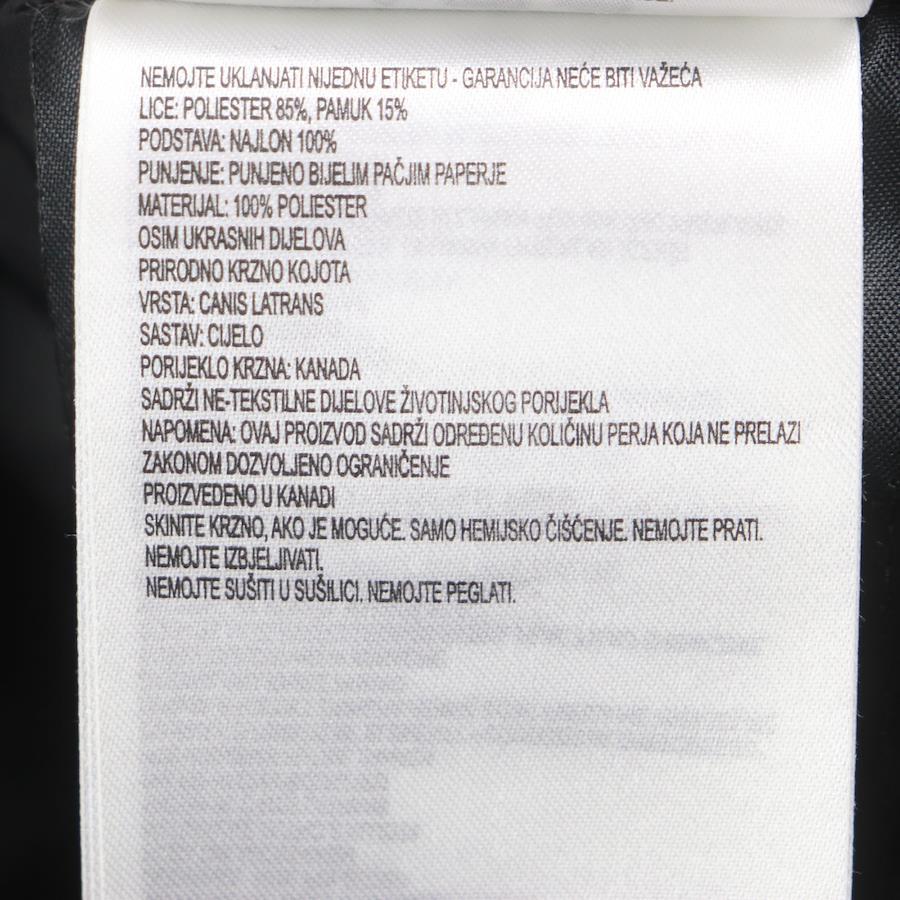 NEMOJTE UKLANJATI NIJEDNU ETIKETU - GARANCIJA NEĆE BITI VAŽEĆA
LICE: POLIESTER 85%, PAMUK 15%
PODSTAVA: NAJLON 100%
PUNJENJE: PUNJENO BIJELIM PAČJIM PAPERJE
MATERIJAL: 100% POLIESTER
OSIM UKRASNIH DIJELOVA
PRIRODNO KRZNO KOJOTA
VRSTA: CANIS LATRANS
SASTAV: CIJELO
PORIJEKLO KRZNA: KANADA
SADRŽI NE-TEKSTILNE DIJELOVE ŽIVOTINJSKOG PORIJEKLA
NAPOMENA: OVAJ PROIZVOD SADRŽI ODREĐENU KOLIČINU PERJA KOJA NE PRELAZI
ZAKONOM DOZVOLJENO OGRANIČENJE
PROIZVEDENO U KANADI
SKINITE KRZNO, AKO JE MOGUĆE. SAMO HEMIJSKO ČIŠĆENJE. NEMOJTE PRATI.
NEMOJTE IZBJELJIVATI.
NEMOJTE SUŠITI U SUŠILICI. NEMOJTE PEGLATI.